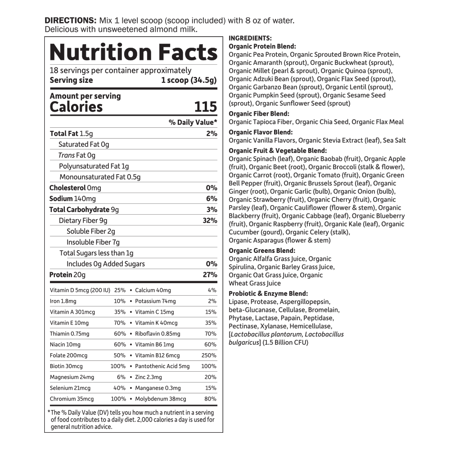 DIRECTIONS: Mix 1 level scoop (scoop included) with 8 oz of water.
Delicious with unsweetened almond milk.
Nutrition Facts
18 servings per container approximately
Serving size 1 scoop (34.5g)
Amount per serving
Calories 115
% Daily Value*
Total Fat 1.5g 2%
Saturated Fat 0g
Trans Fat 0g
Polyunsaturated Fat 1g
Monounsaturated Fat 0.5g
Cholesterol 0mg 0%
Sodium 140mg 6%
Total Carbohydrate 9g 3%
Dietary Fiber 9g 32%
Soluble Fiber 2g
Insoluble Fiber 7g
Total Sugars less than 1g
Includes 0g Added Sugars 0%
Protein 20g 27%
Vitamin D 5mcg (200 IU) 25% • Calcium 40mg 4%
Iron 1.8mg 10% • Potassium 74mg 2%
Vitamin A 301mcg 35% • Vitamin C 15mg 15%
Vitamin E 10mg 70% • Vitamin K 40mcg 35%
Thiamin 0.75mg 60% • Riboflavin 0.85mg 70%
Niacin 10mg 60% • Vitamin B6 1mg 60%
Folate 200mcg 50% • Vitamin B12 6mcg 250%
Biotin 30mcg 100% • Pantothenic Acid 5mg 100%
Magnesium 24mg 6% • Zinc 2.3mg 20%
Selenium 21mcg 40% • Manganese 0.3mg 15%
Chromium 35mcg 100% • Molybdenum 38mcg 80%
*The % Daily Value (DV) tells you how much a nutrient in a serving
of food contributes to a daily diet. 2,000 calories a day is used for
general nutrition advice.
INGREDIENTS:
Organic Protein Blend:
Organic Pea Protein, Organic Sprouted Brown Rice Protein,
Organic Amaranth (sprout), Organic Buckwheat (sprout),
Organic Millet (pearl & sprout), Organic Quinoa (sprout),
Organic Adzuki Bean (sprout), Organic Flax Seed (sprout),
Organic Garbanzo Bean (sprout), Organic Lentil (sprout),
Organic Pumpkin Seed (sprout), Organic Sesame Seed
(sprout), Organic Sunflower Seed (sprout)
Organic Fiber Blend:
Organic Tapioca Fiber, Organic Chia Seed, Organic Flax Meal
Organic Flavor Blend:
Organic Vanilla Flavors, Organic Stevia Extract (leaf), Sea Salt
Organic Fruit & Vegetable Blend:
Organic Spinach (leaf), Organic Baobab (fruit), Organic Apple
(fruit), Organic Beet (root), Organic Broccoli (stalk & flower),
Organic Carrot (root), Organic Tomato (fruit), Organic Green
Bell Pepper (fruit), Organic Brussels Sprout (leaf), Organic
Ginger (root), Organic Garlic (bulb), Organic Onion (bulb),
Organic Strawberry (fruit), Organic Cherry (fruit), Organic
Parsley (leaf), Organic Cauliflower (flower & stem), Organic
Blackberry (fruit), Organic Cabbage (leaf), Organic Blueberry
(fruit), Organic Raspberry (fruit), Organic Kale (leaf), Organic
Cucumber (gourd), Organic Celery (stalk),
Organic Asparagus (flower & stem)
Organic Greens Blend:
Organic Alfalfa Grass Juice, Organic
Spirulina, Organic Barley Grass Juice,
Organic Oat Grass Juice, Organic
Wheat Grass Juice
Probiotic & Enzyme Blend:
Lipase, Protease, Aspergillopepsin,
beta-Glucanase, Cellulase, Bromelain,
Phytase, Lactase, Papain, Peptidase,
Pectinase, Xylanase, Hemicellulase,
[Lactobacillus plantarum, Lactobacillus
bulgaricus] (1.5 Billion CFU)